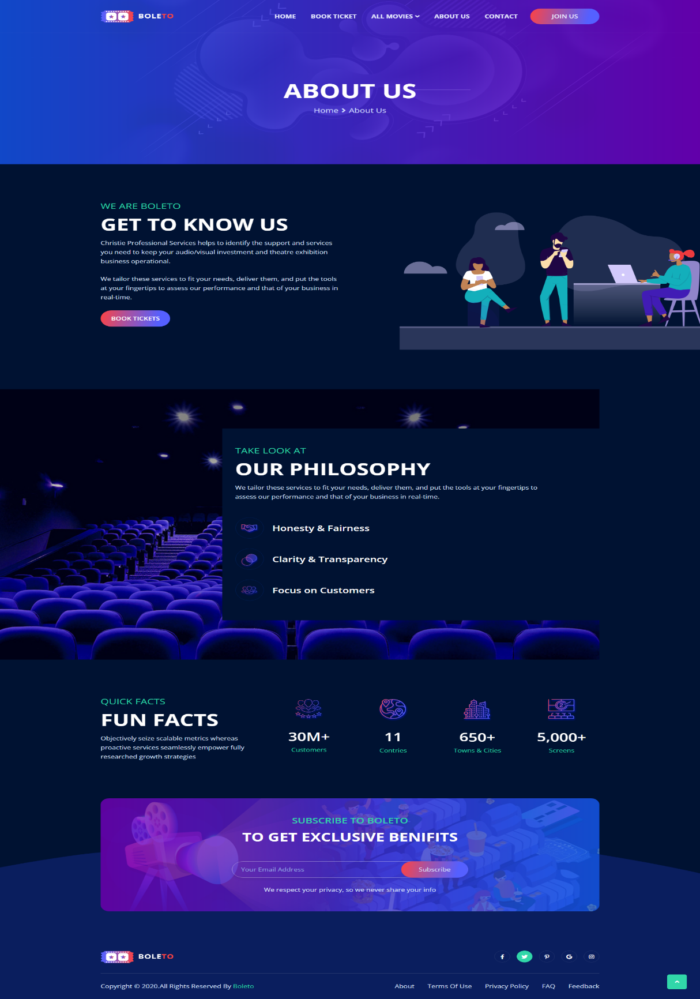 BOLETO
HOME BOOK TICKET ALL MOVIES ABOUT US CONTACT JOIN US
ABOUT US
Home > About Us
WE ARE BOLETO
GET TO KNOW US
Christie Professional Services helps to identify the support and services
you need to keep your audio/visual investment and theatre exhibition
business operational.
We tailor these services to fit your needs, deliver them, and put the tools
at your fingertips to assess our performance and that of your business in
real-time.
BOOK TICKETS
TAKE LOOK AT
OUR PHILOSOPHY
We tailor these services to fit your needs, deliver them, and put the tools at your fingertips to
assess our performance and that of your business in real-time.
Honesty & Fairness
Clarity & Transparency
Focus on Customers
QUICK FACTS
FUN FACTS
Objectively seize scalable metrics whereas
proactive services seamlessly empower fully
researched growth strategies
30M+
Customers
11
Contries
650+
Towns & Cities
2
5,000+
Screens
SUBSCRIBE TO BOLETO
TO GET EXCLUSIVE BENIFITS
Your Email Address
Subscribe
We respect your privacy, so we never share your info
BOLETO
Copyright © 2020.All Rights Reserved By Boleto
About Terms Of Use Privacy Policy FAQ Feedback